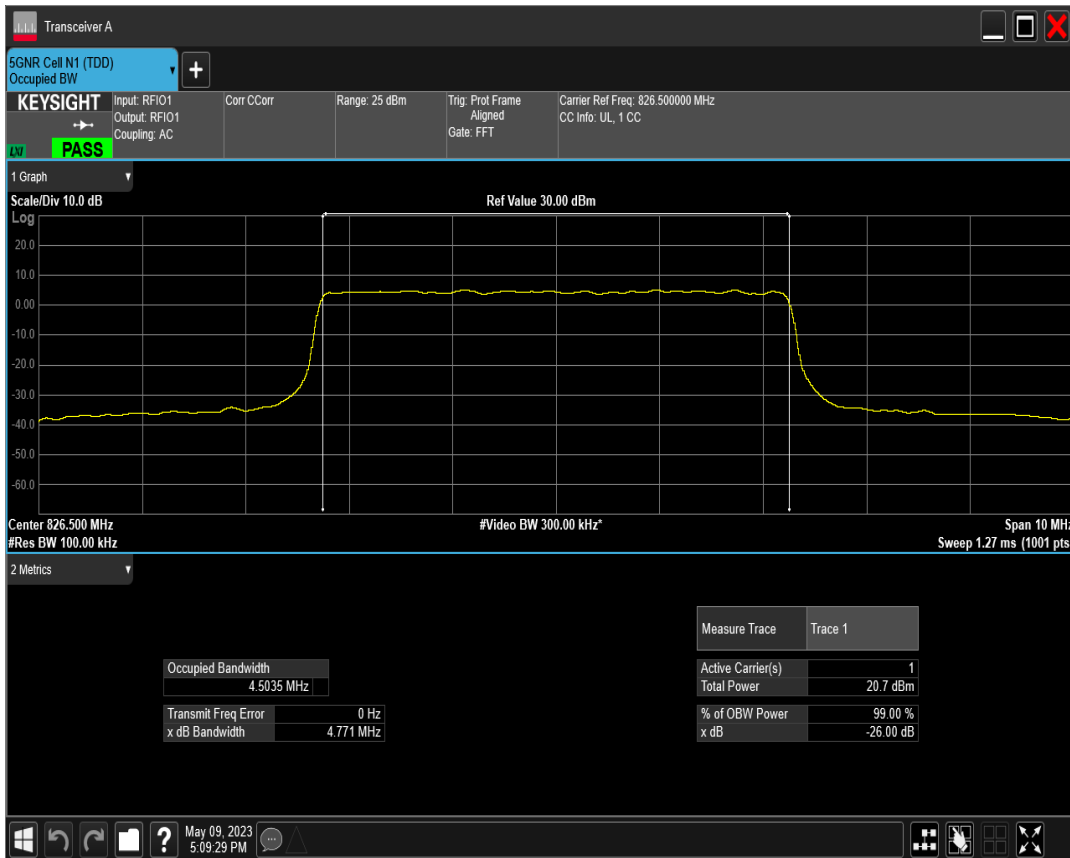 Transceiver A
5GNR Cell N1 (TDD)
Occupied BW
+
KEYSIGHT
LXI
PASS
Input: RFIO1
Output: RFIO1
Coupling: AC
Corr CCorr
Range: 25 dBm
Trig: Prot Frame
Aligned
Gate: FFT
Carrier Ref Freq: 826.500000 MHz
CC Info: UL, 1 CC
1 Graph
Scale/Div 10.0 dB
Ref Value 30.00 dBm
Log
20.0
10.0
0.00
-10.0
-20.0
-30.0
-40.0
-50.0
-60.0
Center 826.500 MHz
#Video BW 300.00 kHz*
Span 10 MHz
#Res BW 100.00 kHz
Sweep 1.27 ms (1001 pts
2 Metrics
Measure Trace Trace 1
Occupied Bandwidth
4.5035 MHz
Active Carrier(s) 1
Total Power 20.7 dBm
Transmit Freq Error 0 Hz
x dB Bandwidth 4.771 MHz
% of OBW Power 99.00 %
x dB -26.00 dB
?
May 09, 2023
5:09:29 PM